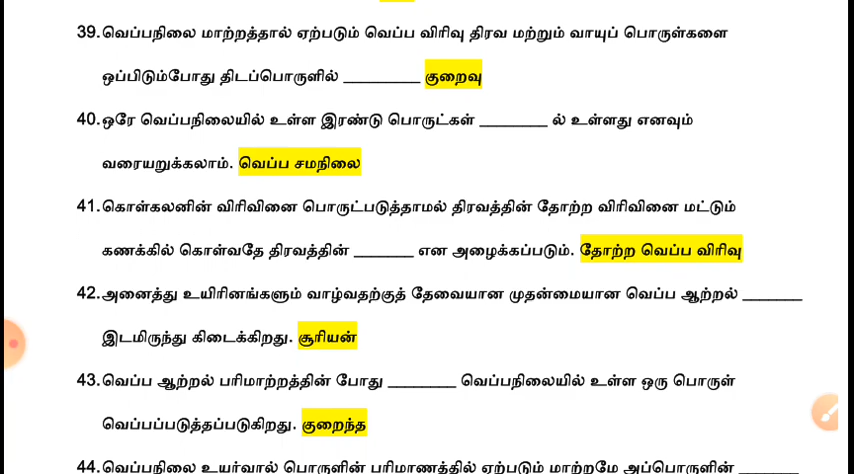 39.வெப்பநிலை மாற்றத்தால் ஏற்படும் வெப்ப விரிவு திரவ மற்றும் வாயுப் பொருள்களை
ஒப்பிடும்போது திடப்பொருளில் _________ குறைவு
40.ஒரே வெப்பநிலையில் உள்ள இரண்டு பொருட்கள் ________ ல் உள்ளது எனவும்
வரையறுக்கலாம். வெப்ப சமநிலை
41.கொள்கலனின் விரிவினை பொருட்படுத்தாமல் திரவத்தின் தோற்ற விரிவினை மட்டும்
கணக்கில் கொள்வதே திரவத்தின் _______ என அழைக்கப்படும். தோற்ற வெப்ப விரிவு
42.அனைத்து உயிரினங்களும் வாழ்வதற்குத் தேவையான முதன்மையான வெப்ப ஆற்றல் _______
இடமிருந்து கிடைக்கிறது. சூரியன்
43.வெப்ப ஆற்றல் பரிமாற்றத்தின் போது ________ வெப்பநிலையில் உள்ள ஒரு பொருள்
வெப்பப்படுத்தப்படுகிறது. குறைந்த
44.வெப்பநிலை உயர்வால் பொருளின் பரிமாணத்தில் ஏற்படும் மாற்றமே அப்பொருளின் _______